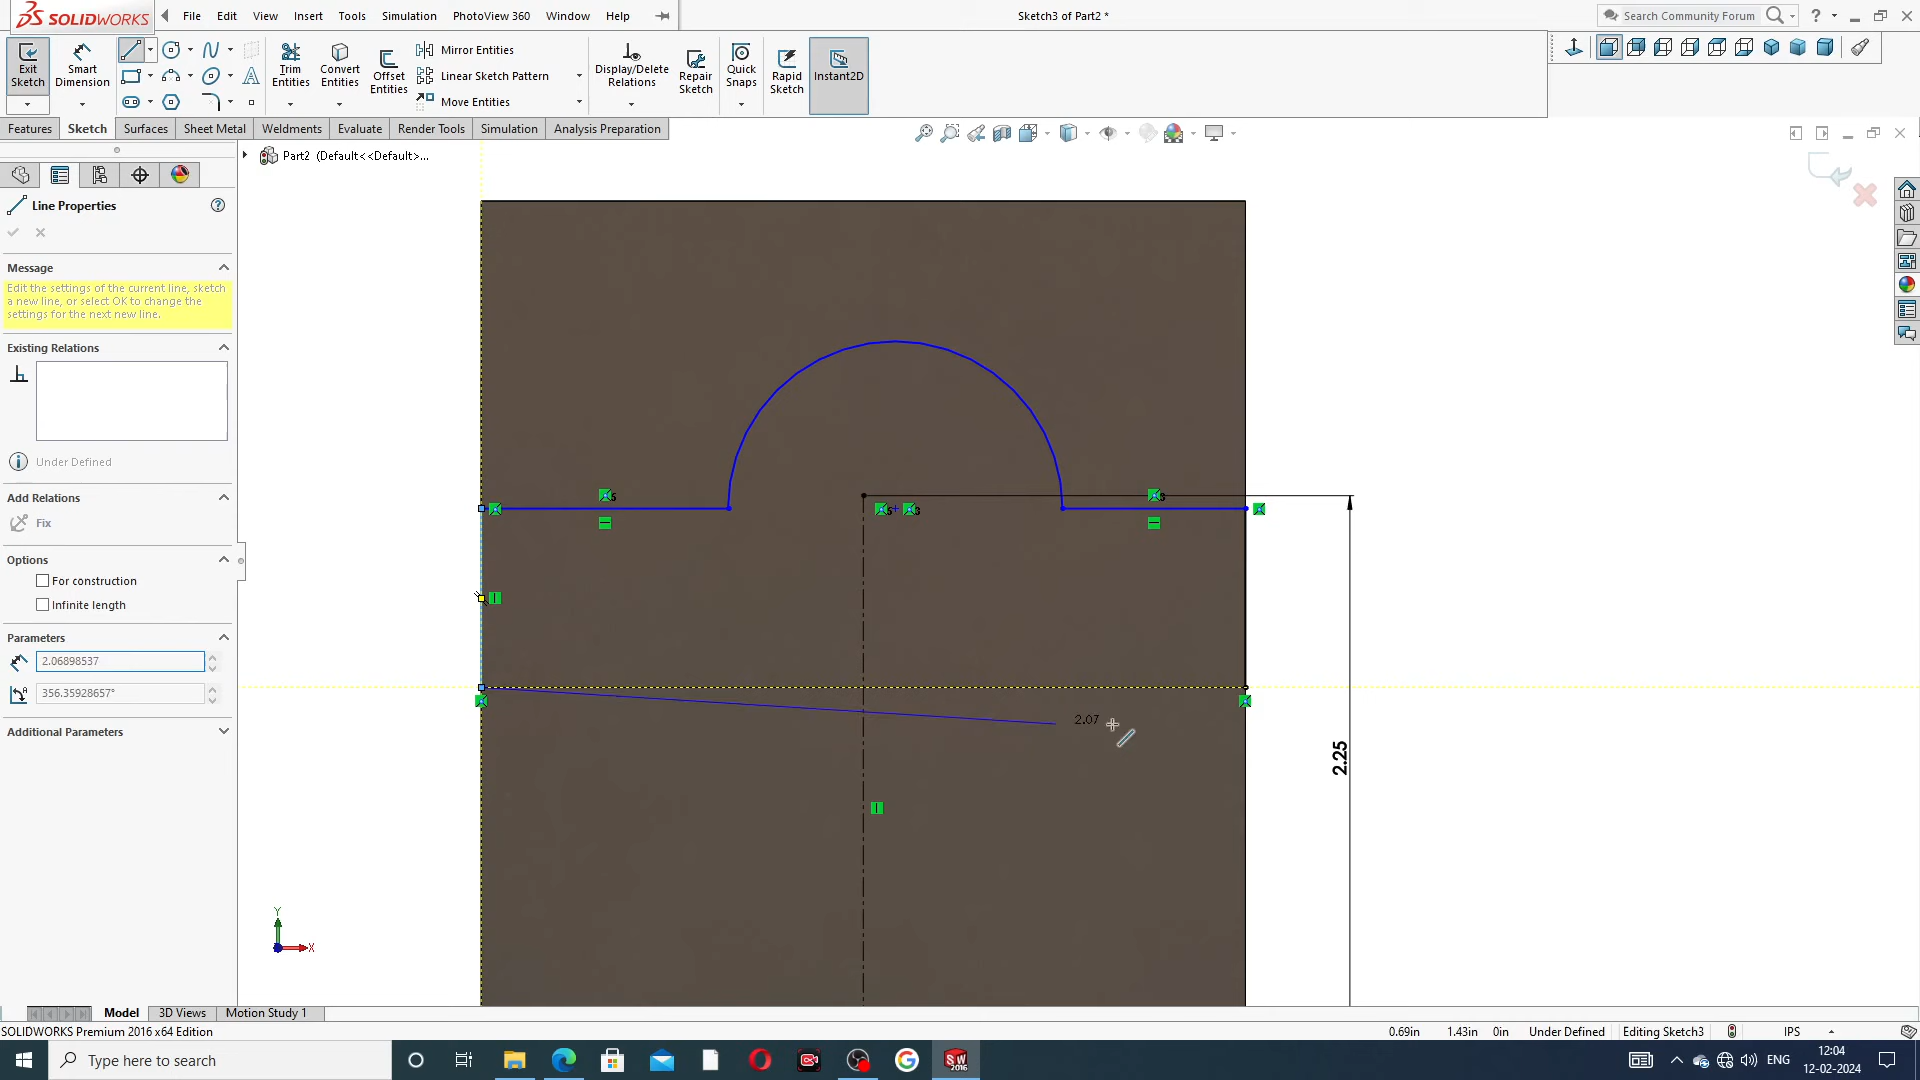 SOLIDWORKS
File Edit View Insert Tools Simulation PhotoView 360 Window Help
Sketch3 of Part2 *
Search Community Forum
Exit Sketch
Smart Dimension
Trim Entities
Convert Entities
Offset Entities
Mirror Entities
Linear Sketch Pattern
Move Entities
Display/Delete Relations
Repair Sketch
Quick Snaps
Rapid Sketch
Instant2D
Features Sketch Surfaces Sheet Metal Weldments Evaluate Render Tools Simulation Analysis Preparation
Part2 (Default<<Default>...
Line Properties
Message
Edit the settings of the current line, sketch
a new line, or select OK to change the
settings for the next new line.
Existing Relations
Under Defined
Add Relations
Fix
Options
For construction
Infinite length
Parameters
2.06898537
356.35928657°
Additional Parameters
5
3
5
3
2.07
2.25
Y
X
Model 3D Views Motion Study 1
SOLIDWORKS Premium 2016 x64 Edition
0.69in 1.43in 0in Under Defined Editing Sketch3 IPS
Type here to search
SW
2016
ENG
12:04
12-02-2024